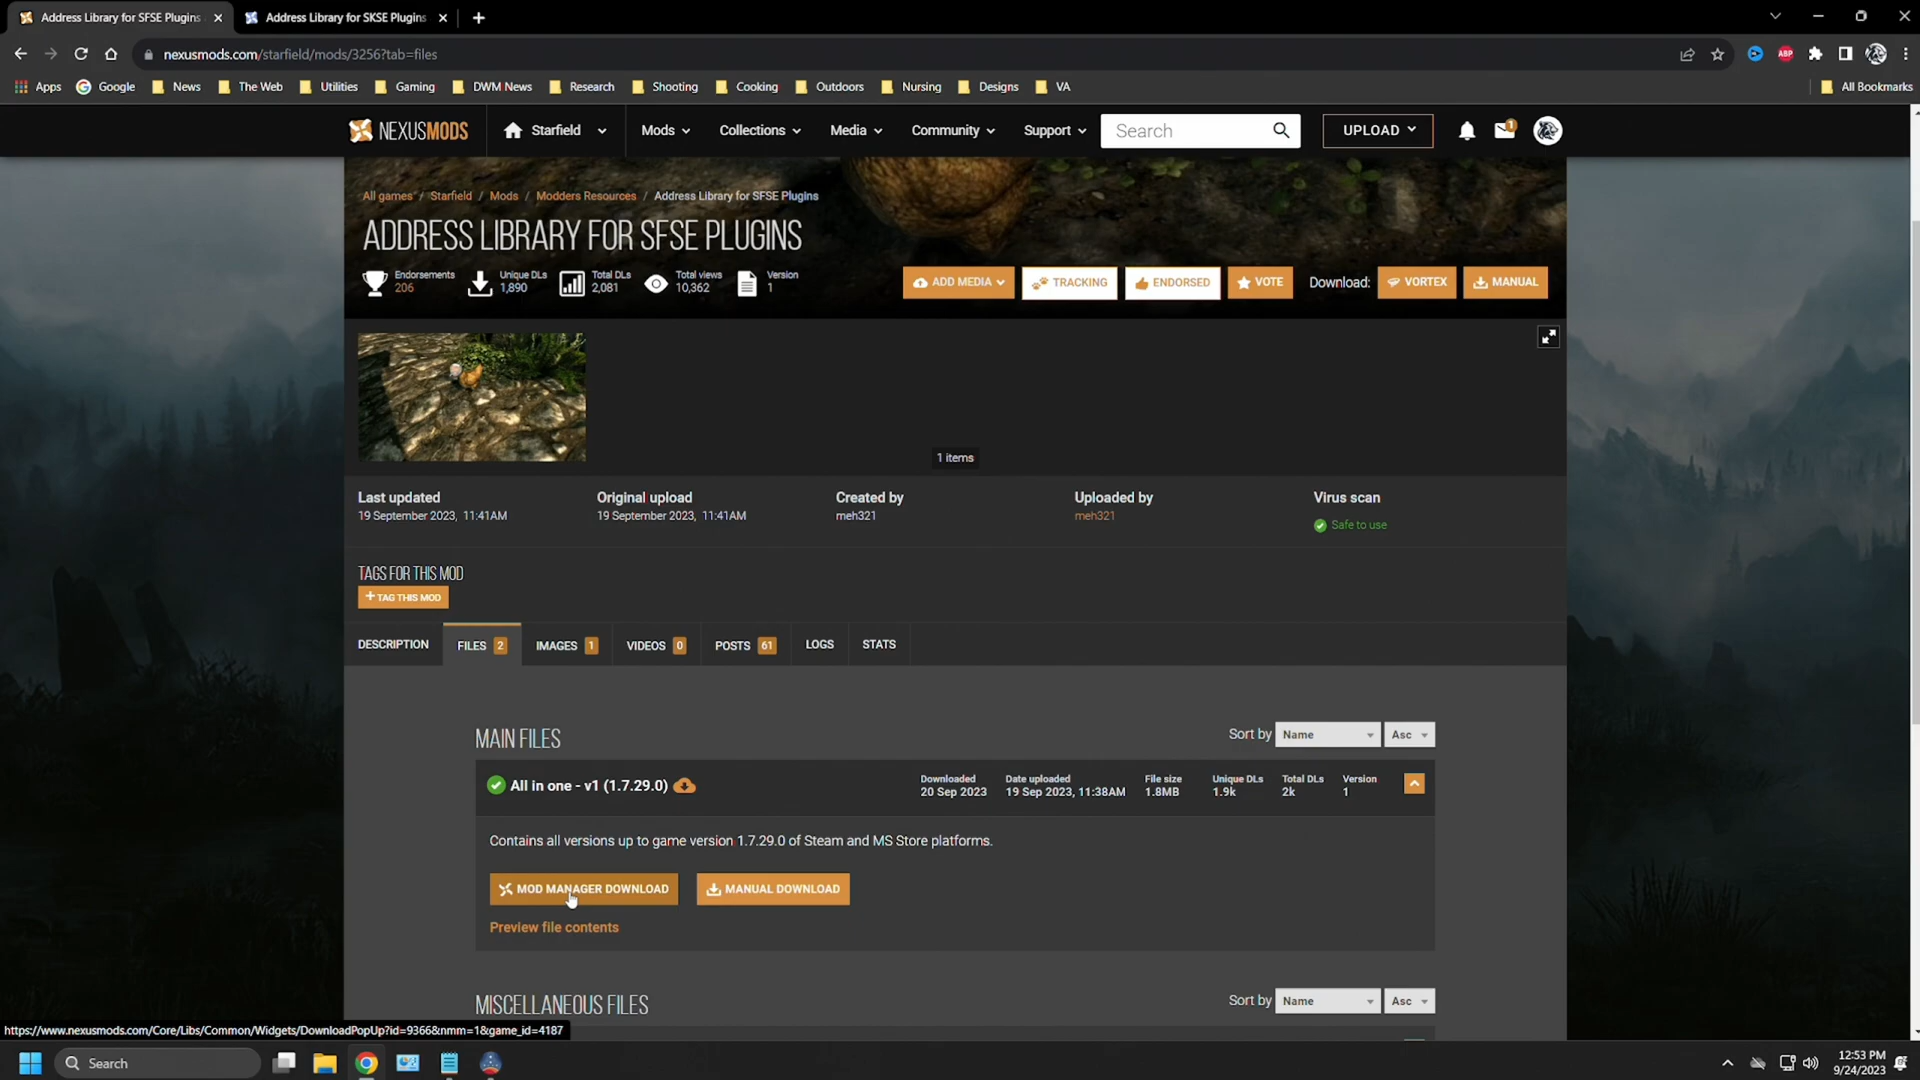 Address Library for SFSE Plugins
Address Library for SKSE Plugins
nexusmods.com/starfield/mods/3256?tab=files
ABP
Apps
Google
News
The Web
Utilities
Gaming
DWM News
Research
Shooting
Cooking
Outdoors
Nursing
Designs
VA
All Bookmarks
NEXUSMODS
Starfield
Mods
Collections
Media
Community
Support
Search
UPLOAD
1
All games / Starfield / Mods / Modders Resources / Address Library for SFSE Plugins
ADDRESS LIBRARY FOR SFSE PLUGINS
Endorsements
206
Unique DLs
1,890
Total DLs
2,081
Total views
10,362
Version
1
ADD MEDIA
TRACKING
ENDORSED
VOTE
Download:
VORTEX
MANUAL
1 items
Last updated
19 September 2023, 11:41AM
Original upload
19 September 2023, 11:41AM
Created by
meh321
Uploaded by
meh321
Virus scan
Safe to use
TAGS FOR THIS MOD
+ TAG THIS MOD
DESCRIPTION
FILES 2
IMAGES 1
VIDEOS 0
POSTS 61
LOGS
STATS
MAIN FILES
Sort by
Name
Asc
All in one - v1 (1.7.29.0)
Downloaded
20 Sep 2023
Date uploaded
19 Sep 2023, 11:38AM
File size
1.8MB
Unique DLs
1.9k
Total DLs
2k
Version
1
Contains all versions up to game version 1.7.29.0 of Steam and MS Store platforms.
MOD MANAGER DOWNLOAD
MANUAL DOWNLOAD
Preview file contents
MISCELLANEOUS FILES
Sort by
Name
Asc
https://www.nexusmods.com/Core/Libs/Common/Widgets/DownloadPopUp?id=9366&nmm=1&game_id=4187
Search
12:53 PM
9/24/2023